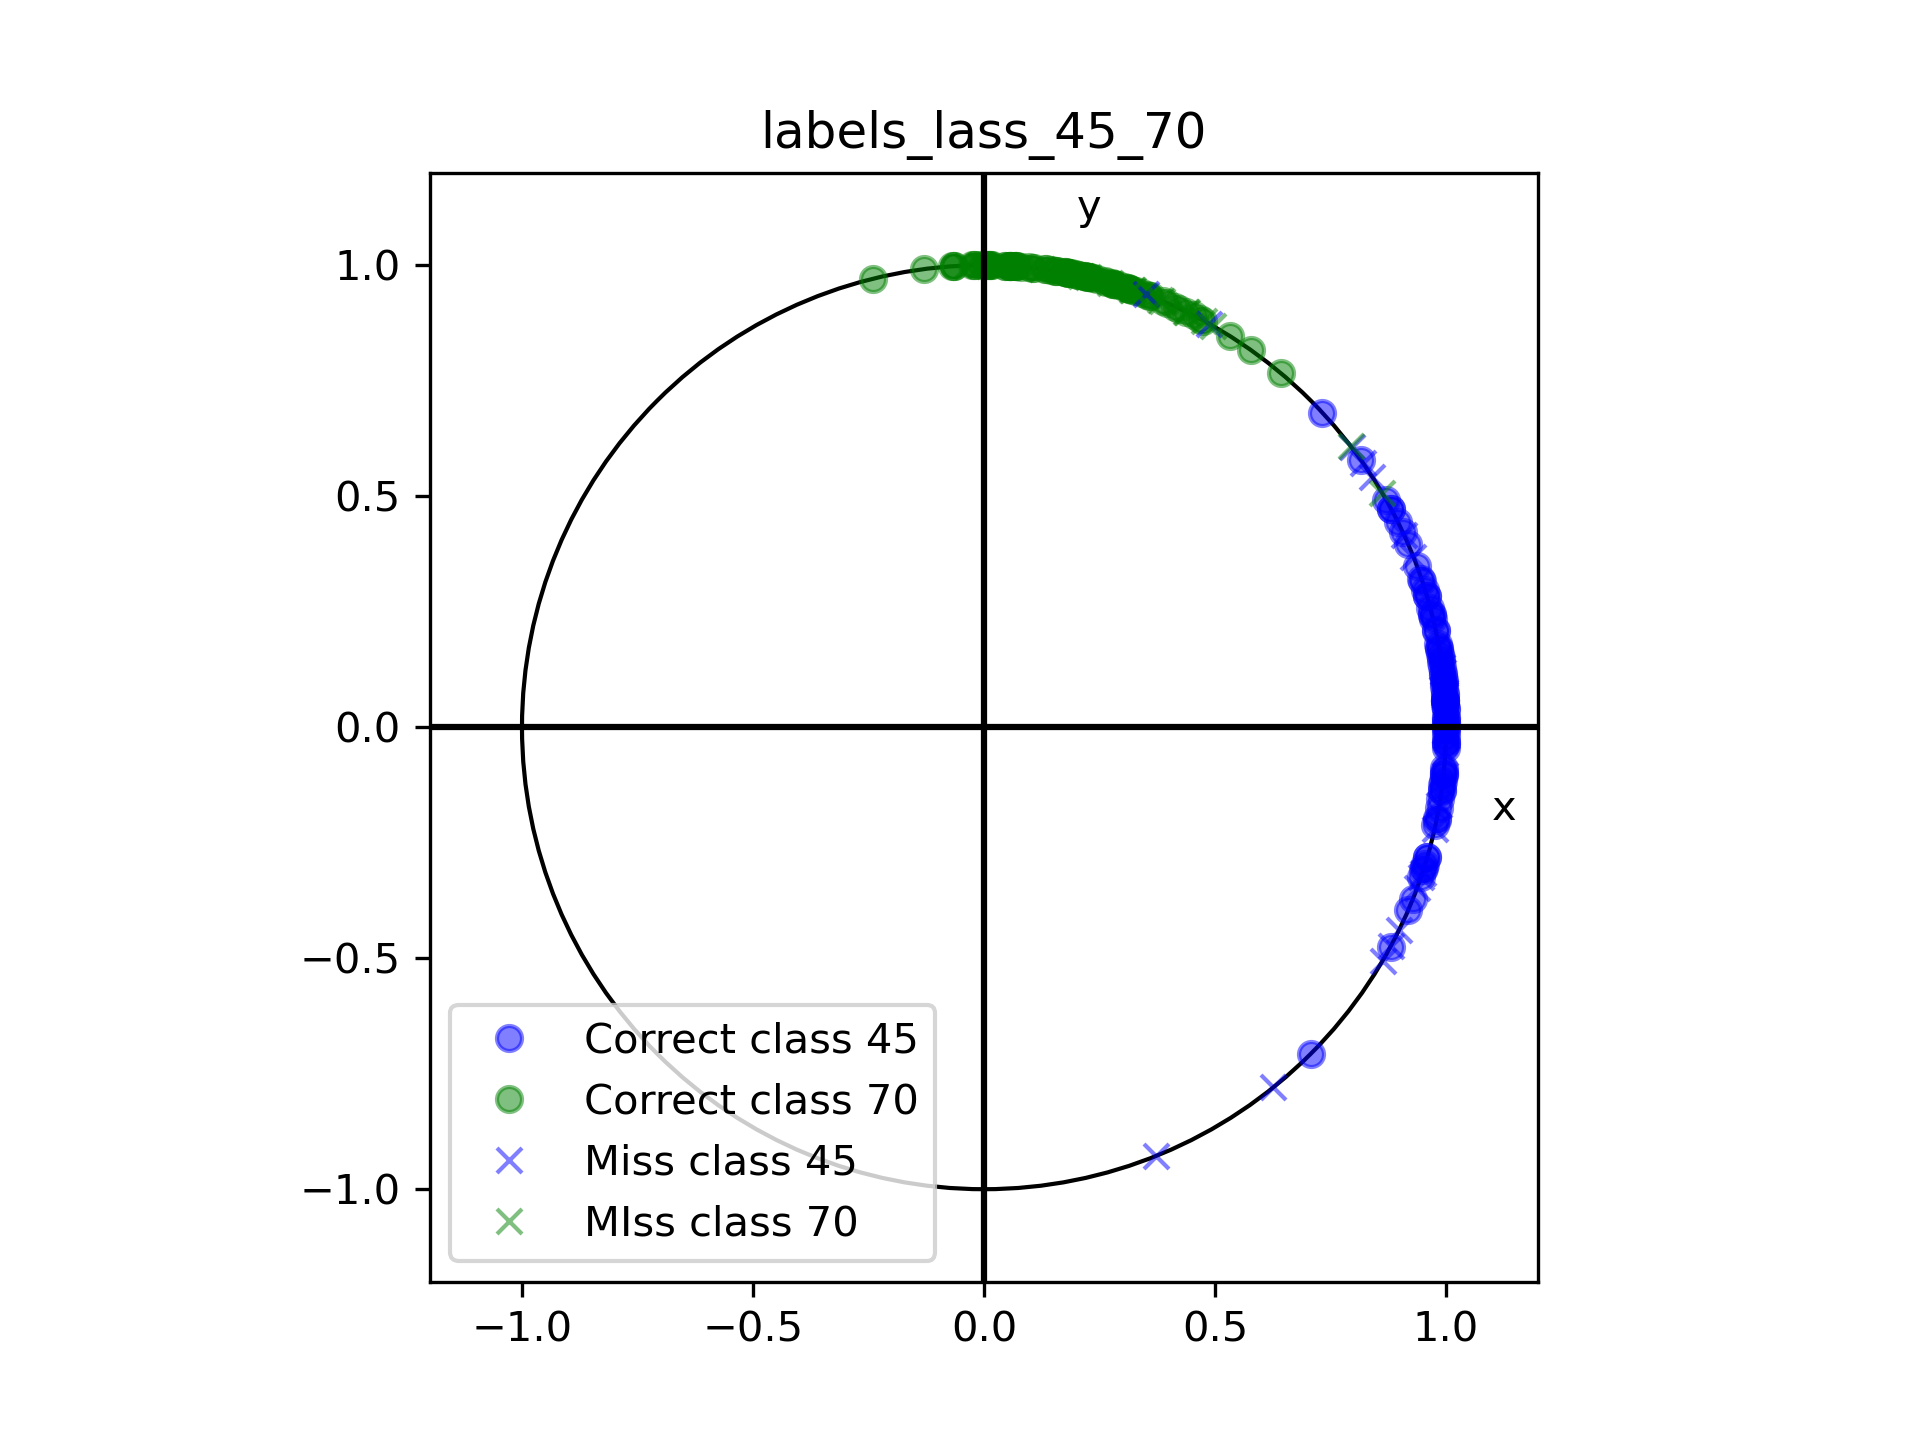 labels_lass_45_70
y
1.0
0.5
0.0
x
−0.5
−1.0
Correct class 45
Correct class 70
Miss class 45
MIss class 70
−1.0 −0.5 0.0 0.5 1.0